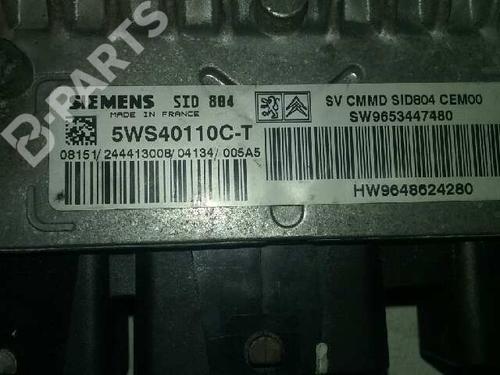 B-PARTS
SIEMENS SID 804
MADE IN FRANCE
5WS40110C-T
08151/244413008/04134/005A5
SV CMMD SID804 CEM00
SW9653447480
HW9648624280